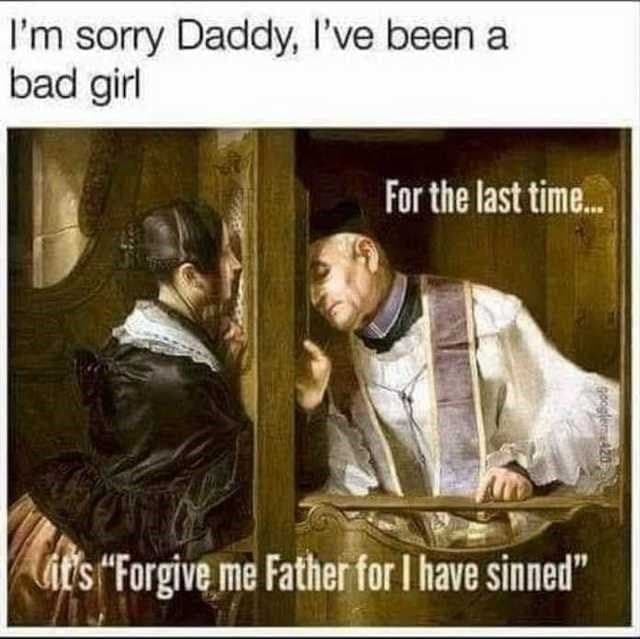 I'm sorry Daddy, I've been a
bad girl
For the last time...
it's "Forgive me Father for I have sinned"